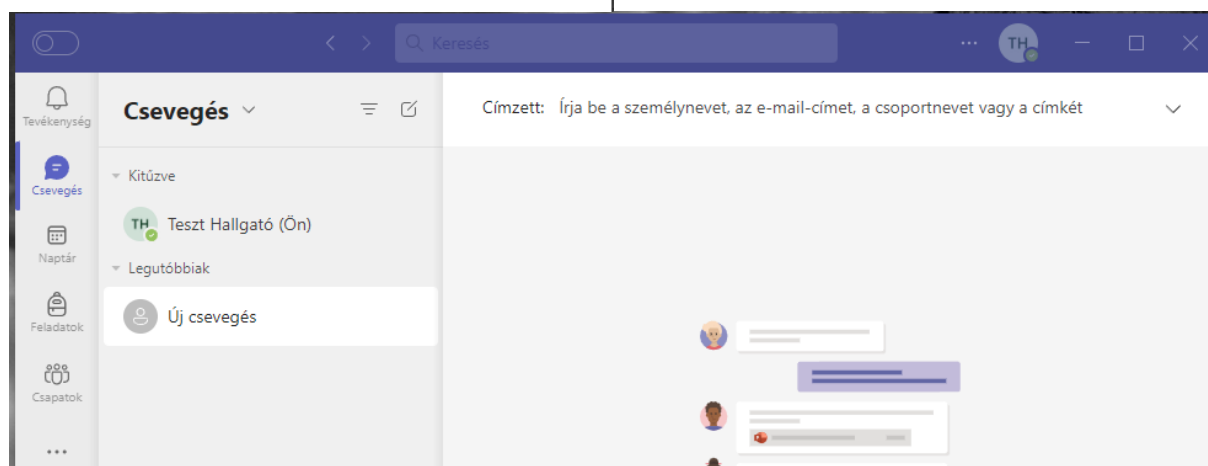 Keresés
TH
Tevékenység
Csevegés
Címzett: Írja be a személynevet, az e-mail-címet, a csoportnevet vagy a címkét
Csevegés
Kitűzve
TH Teszt Hallgató (Ön)
Naptár
Legutóbbiak
Feladatok
Új csevegés
Csapatok